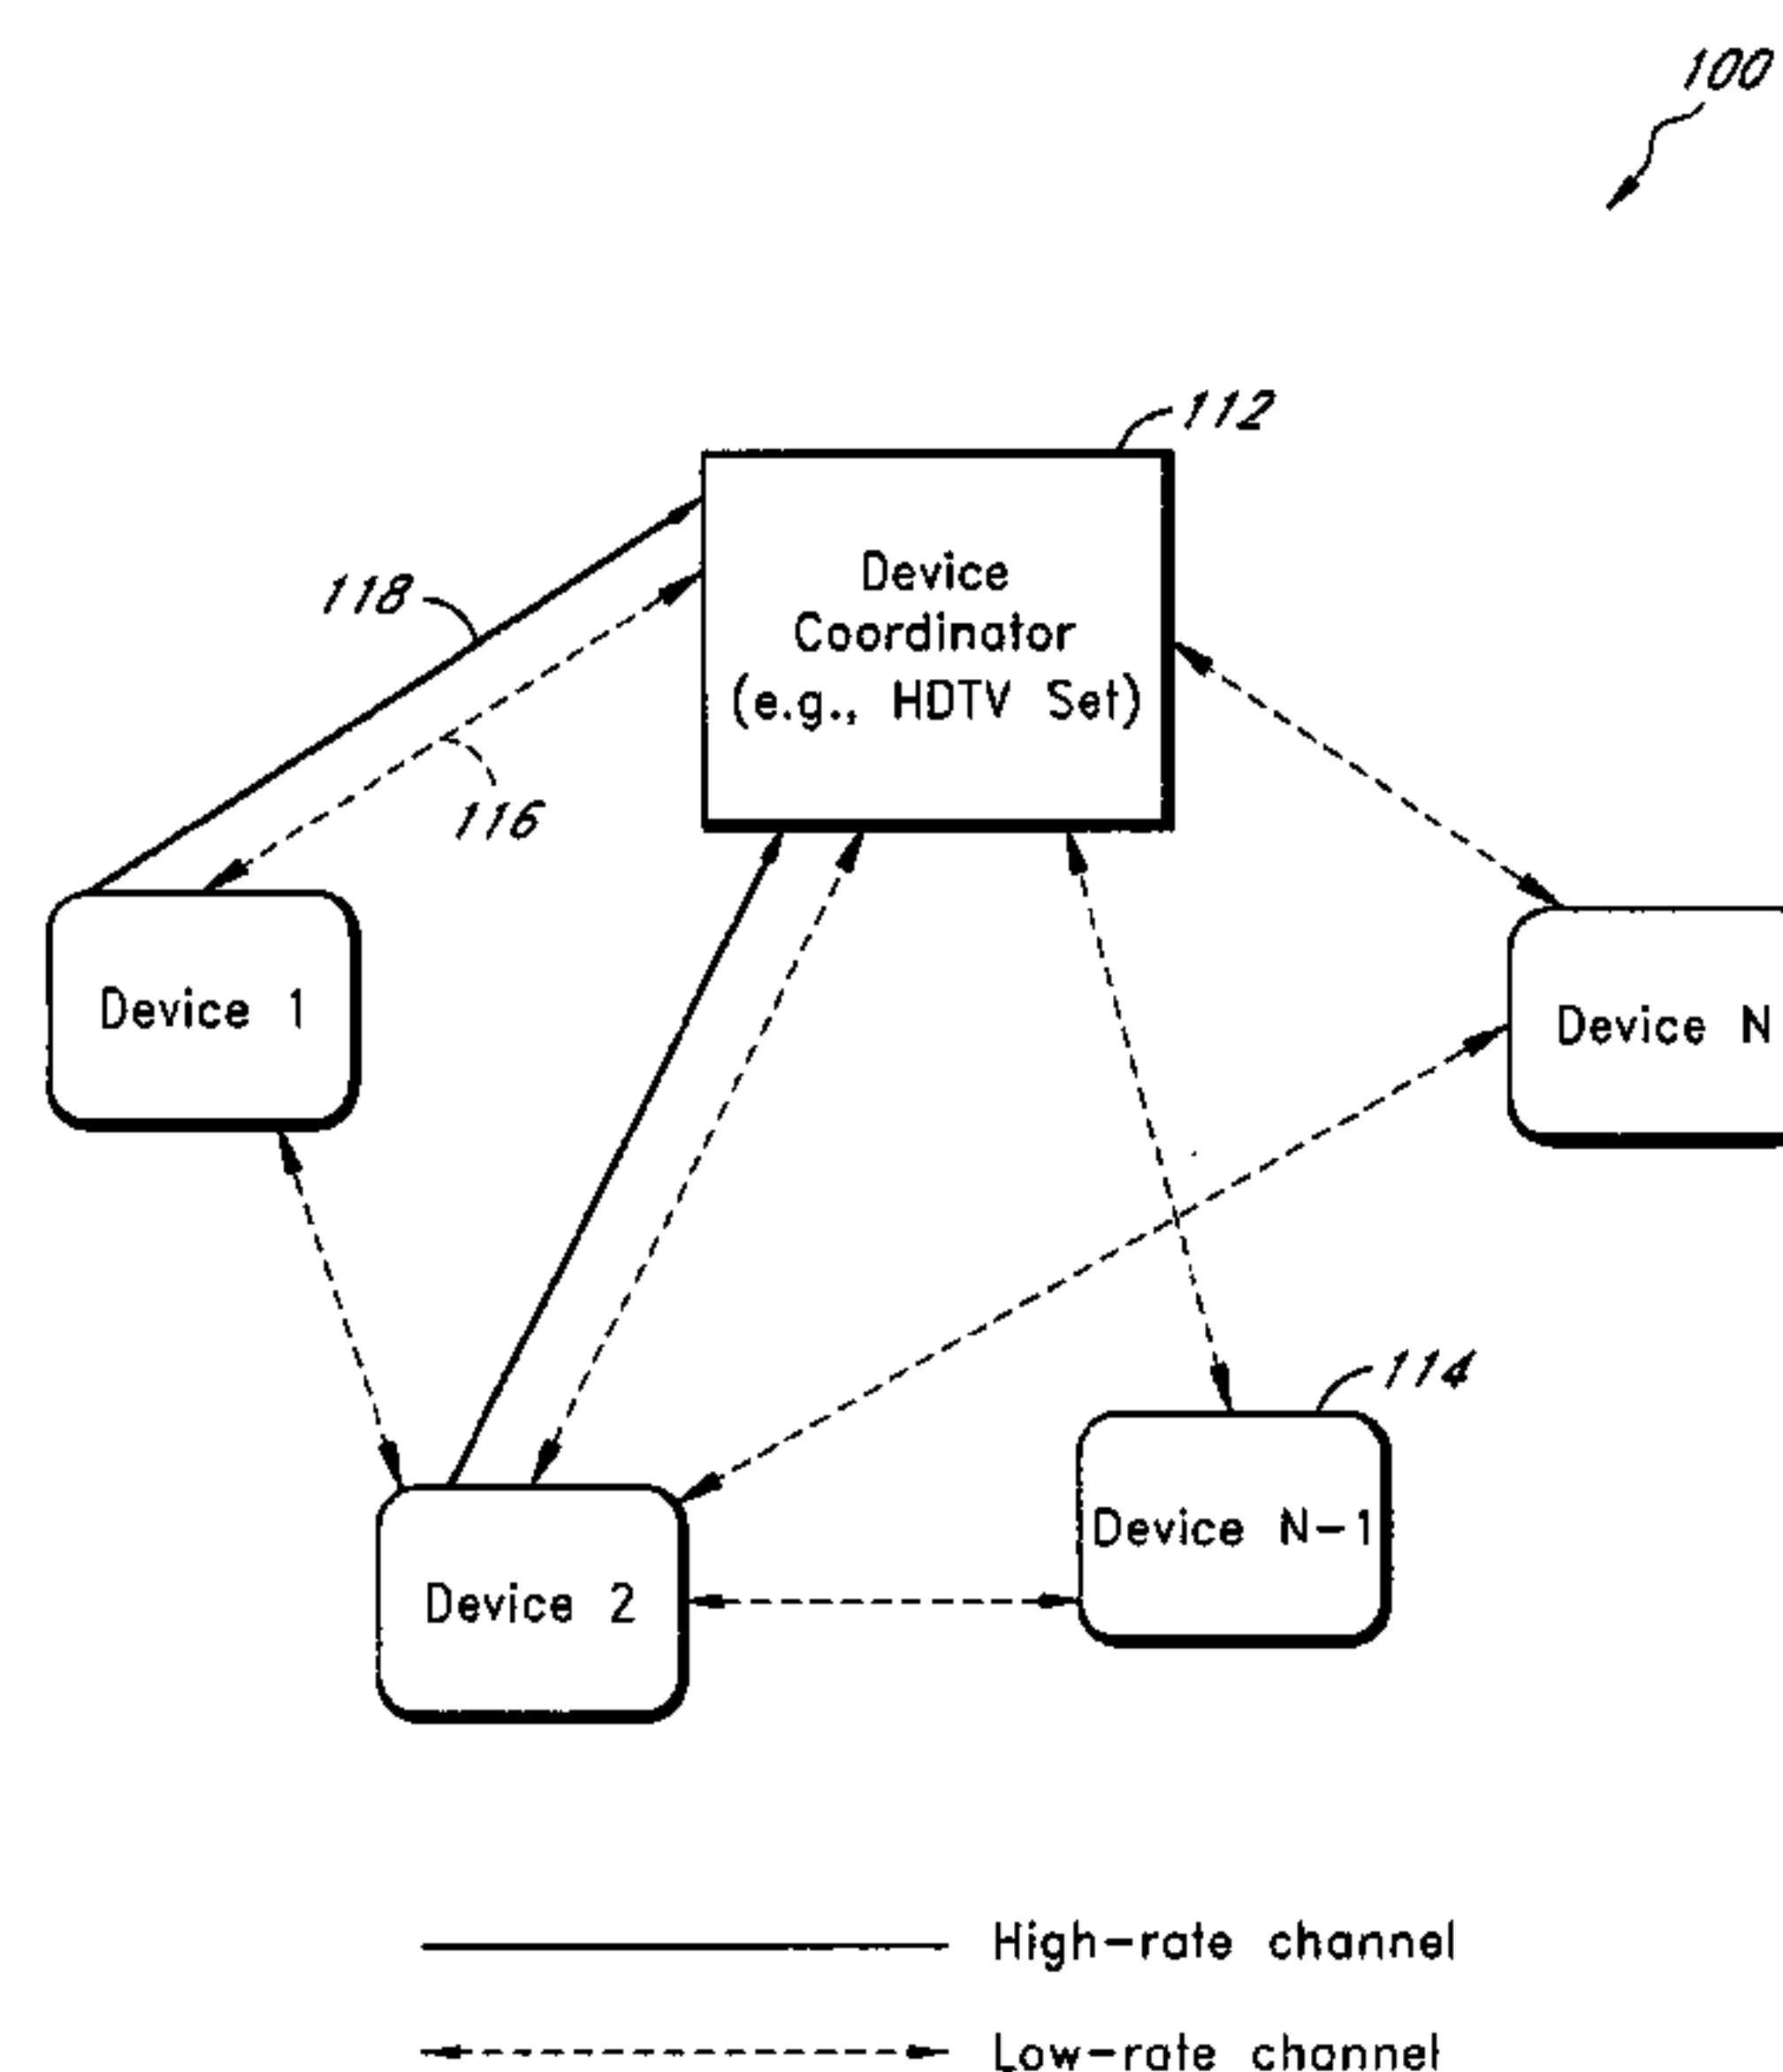 100
112
Device
Coordinator
(e.g., HDTV Set)
118
116
Device 1
Device N
114
Device N-1
Device 2
High-rate channel
Low-rate channel